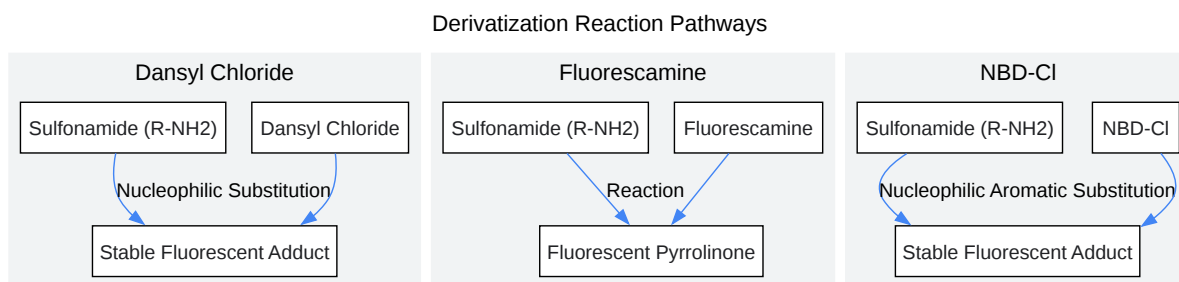 Derivatization Reaction Pathways
Dansyl Chloride
Sulfonamide (R-NH2)
Dansyl Chloride
Nucleophilic Substitution
Stable Fluorescent Adduct
Fluorescamine
Sulfonamide (R-NH2)
Fluorescamine
Reaction
Fluorescent Pyrrolinone
NBD-Cl
Sulfonamide (R-NH2)
NBD-Cl
Nucleophilic Aromatic Substitution
Stable Fluorescent Adduct